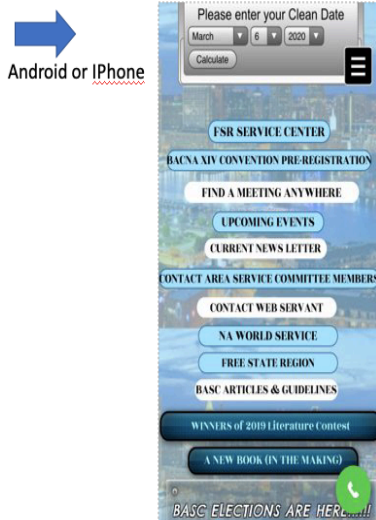 Please enter your Clean Date
March 6 2020
Calculate
Android or IPhone
FSR SERVICE CENTER
BACNA XIV CONVENTION PRE-REGISTRATION
FIND A MEETING ANYWHERE
UPCOMING EVENTS
CURRENT NEWS LETTER
CONTACT AREA SERVICE COMMITTEE MEMBERS
CONTACT WEB SERVANT
NA WORLD SERVICE
FREE STATE REGION
BASC ARTICLES & GUIDELINES
WINNERS of 2019 Literature Contest
A NEW BOOK (IN THE MAKING)
BASC ELECTIONS ARE HERE!!!!!